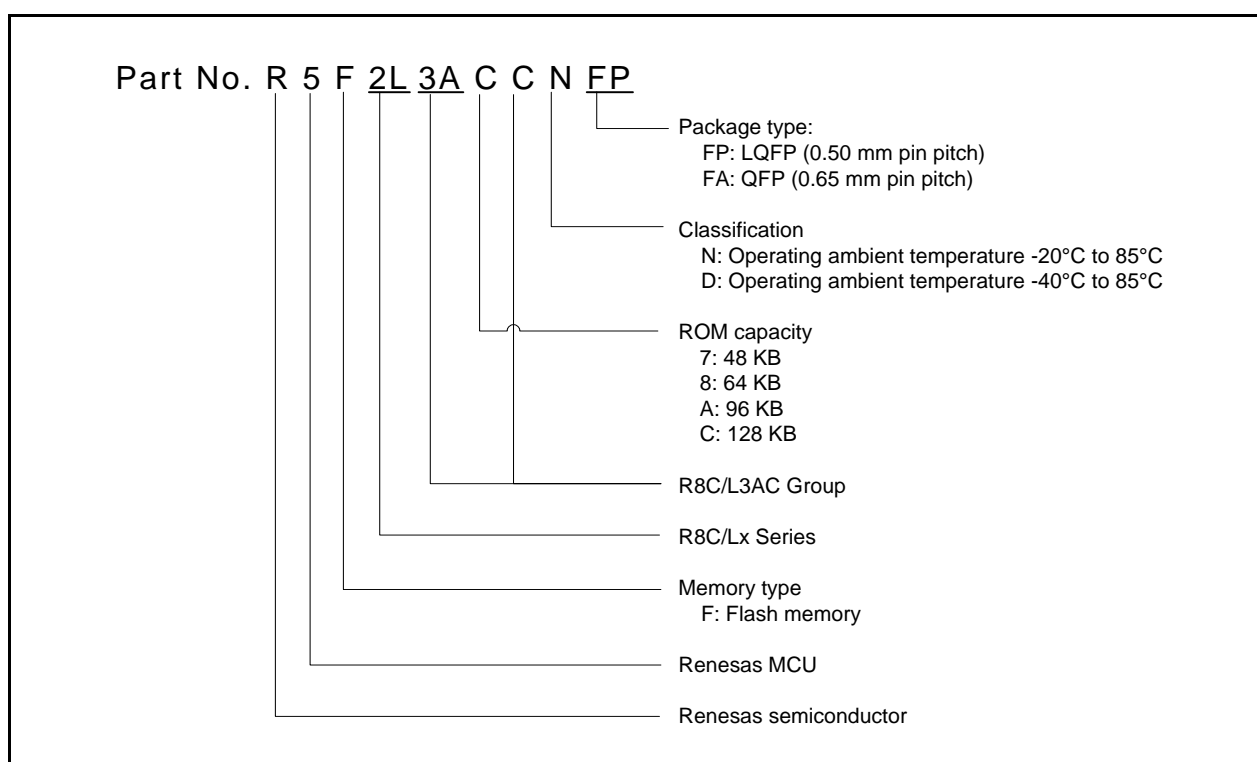 Part No. R 5 F 2L 3A C C N FP
Package type:
FP: LQFP (0.50 mm pin pitch)
FA: QFP (0.65 mm pin pitch)
Classification
N: Operating ambient temperature -20°C to 85°C
D: Operating ambient temperature -40°C to 85°C
ROM capacity
7: 48 KB
8: 64 KB
A: 96 KB
C: 128 KB
R8C/L3AC Group
R8C/Lx Series
Memory type
F: Flash memory
Renesas MCU
Renesas semiconductor